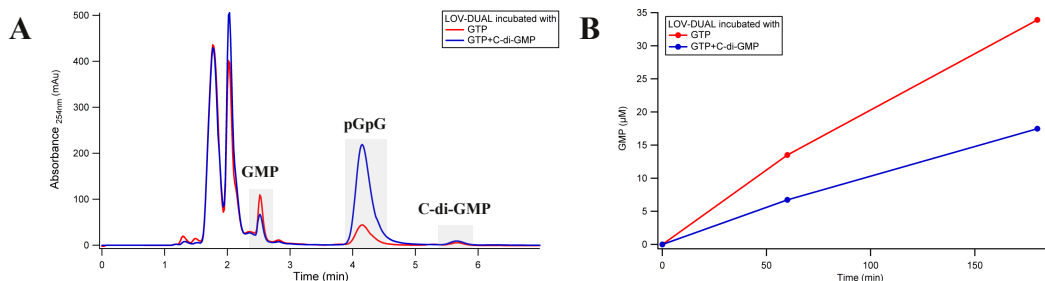 A
500
400
300
200
100
0
Absorbance 254nm (mAu)
0 1 2 3 4 5 6
Time (min)
LOV-DUAL incubated with
GTP
GTP+C-di-GMP
GMP
pGpG
C-di-GMP
B
35
30
25
20
15
10
5
0
GMP (µM)
0 50 100 150
Time (min)
LOV-DUAL incubated with
GTP
GTP+C-di-GMP